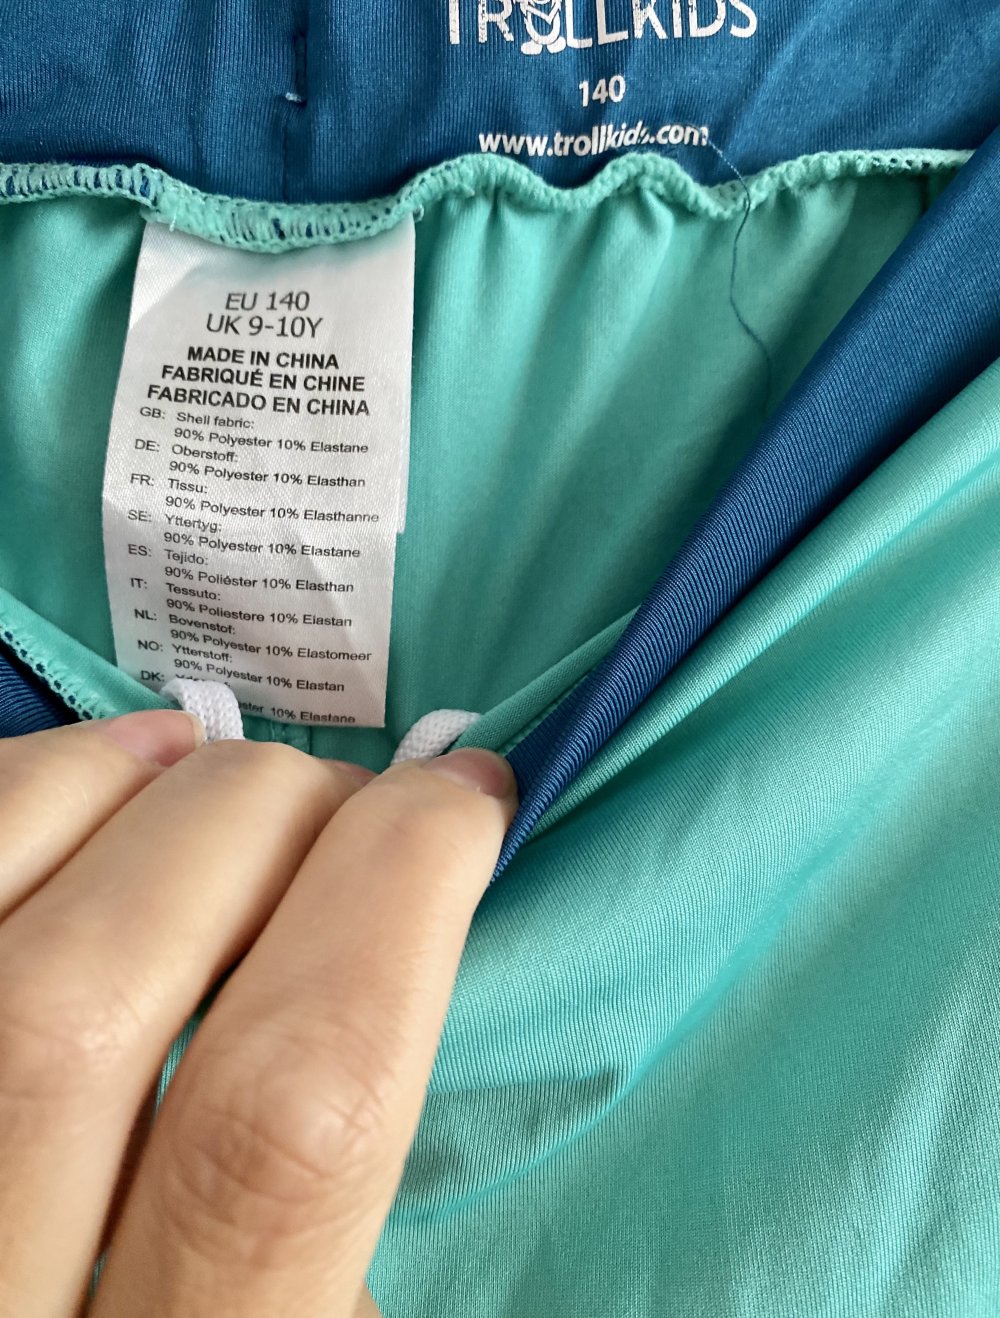 TROLLKIDS
140
www.trollkids.com
EU 140
UK 9-10Y
MADE IN CHINA
FABRIQUÉ EN CHINE
FABRICADO EN CHINA
GB: Shell fabric:
90% Polyester 10% Elastane
DE: Oberstoff:
90% Polyester 10% Elasthan
FR: Tissu:
90% Polyester 10% Elasthanne
SE: Yttertyg:
90% Polyester 10% Elastane
ES: Tejido:
90% Poliéster 10% Elasthan
IT: Tessuto:
90% Poliestere 10% Elastan
NL: Bovenstof:
90% Polyester 10% Elastomeer
NO: Ytterstoff:
90% Polyester 10% Elastan
DK:
10% Elastane